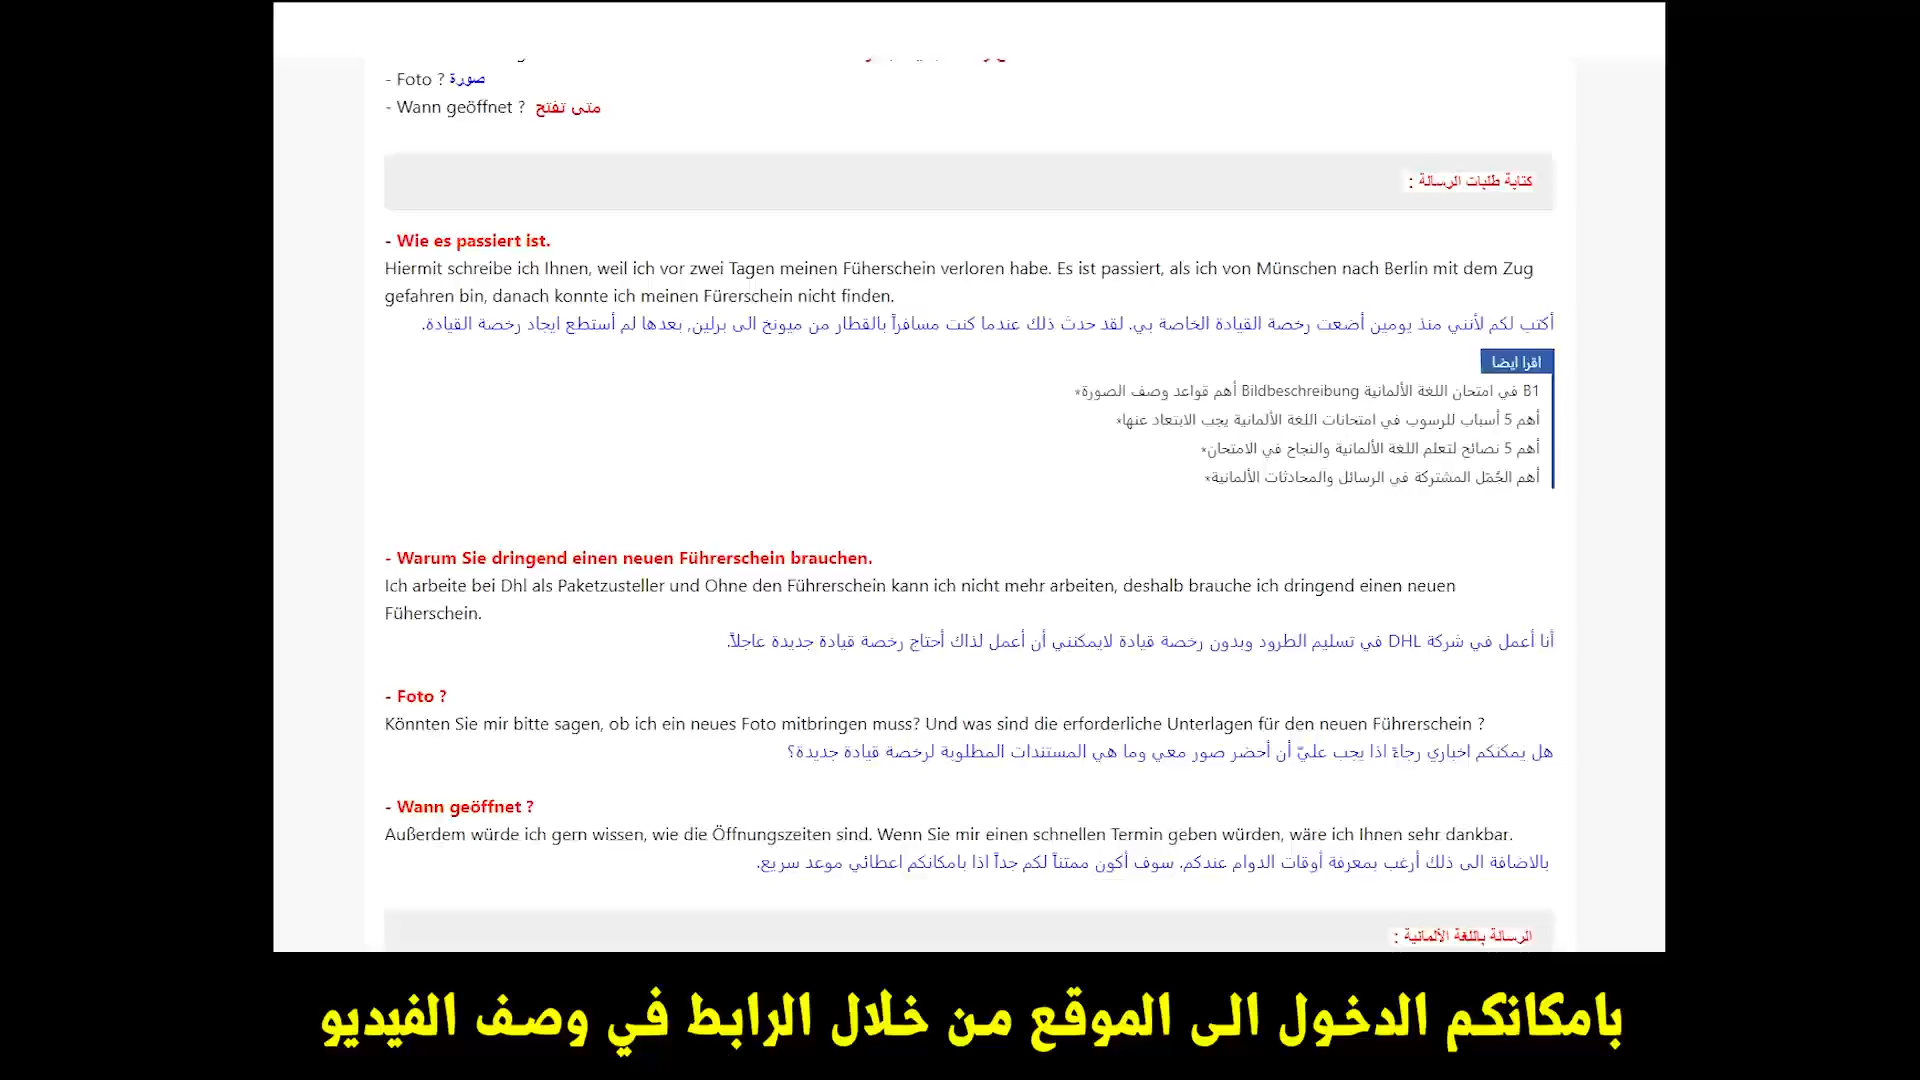 - Foto ? صورة
- Wann geöffnet ? متى تفتح
كتابة طلبات الرسالة :
- Wie es passiert ist.
Hiermit schreibe ich Ihnen, weil ich vor zwei Tagen meinen Füherschein verloren habe. Es ist passiert, als ich von Münschen nach Berlin mit dem Zug
gefahren bin, danach konnte ich meinen Fürerschein nicht finden.
أكتب لكم لأنني منذ يومين أضعت رخصة القيادة الخاصة بي. لقد حدث ذلك عندما كنت مسافراً بالقطار من ميونخ الى برلين, بعدها لم أستطع ايجاد رخصة القيادة.
اقرا ايضا
B1 في امتحان اللغة الألمانية Bildbeschreibung أهم قواعد وصف الصورة*
أهم 5 أسباب للرسوب في امتحانات اللغة الألمانية يجب الابتعاد عنها*
أهم 5 نصائح لتعلم اللغة الألمانية والنجاح في الامتحان*
أهم الجُمَل المشتركة في الرسائل والمحادثات الألمانية*
- Warum Sie dringend einen neuen Führerschein brauchen.
Ich arbeite bei Dhl als Paketzusteller und Ohne den Führerschein kann ich nicht mehr arbeiten, deshalb brauche ich dringend einen neuen
Füherschein.
أنا أعمل في شركة DHL في تسليم الطرود وبدون رخصة قيادة لايمكنني أن أعمل لذاك أحتاج رخصة قيادة جديدة عاجلاً.
- Foto ?
Könnten Sie mir bitte sagen, ob ich ein neues Foto mitbringen muss? Und was sind die erforderliche Unterlagen für den neuen Führerschein ?
هل يمكنكم اخباري رجاءً اذا يجب عليّ أن أحضر صور معي وما هي المستندات المطلوبة لرخصة قيادة جديدة؟
- Wann geöffnet ?
Außerdem würde ich gern wissen, wie die Öffnungszeiten sind. Wenn Sie mir einen schnellen Termin geben würden, wäre ich Ihnen sehr dankbar.
بالاضافة الى ذلك أرغب بمعرفة أوقات الدوام عندكم. سوف أكون ممتناً لكم جداً اذا بامكانكم اعطائي موعد سريع.
الرسالة باللغة الألمانية :
بامكانكم الدخول الى الموقع من خلال الرابط في وصف الفيديو